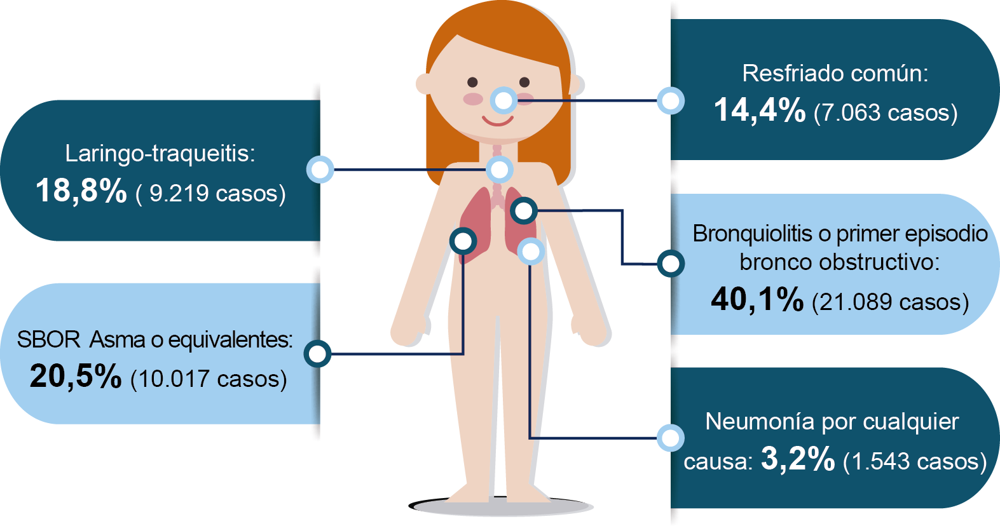 Laringo-traqueitis:
18,8% ( 9.219 casos)
SBOR  Asma o equivalentes:
20,5% (10.017 casos)
Resfriado común:
14,4% (7.063 casos)
Bronquiolitis o primer episodio
bronco obstructivo:
40,1% (21.089 casos)
Neumonía por cualquier
causa: 3,2% (1.543 casos)